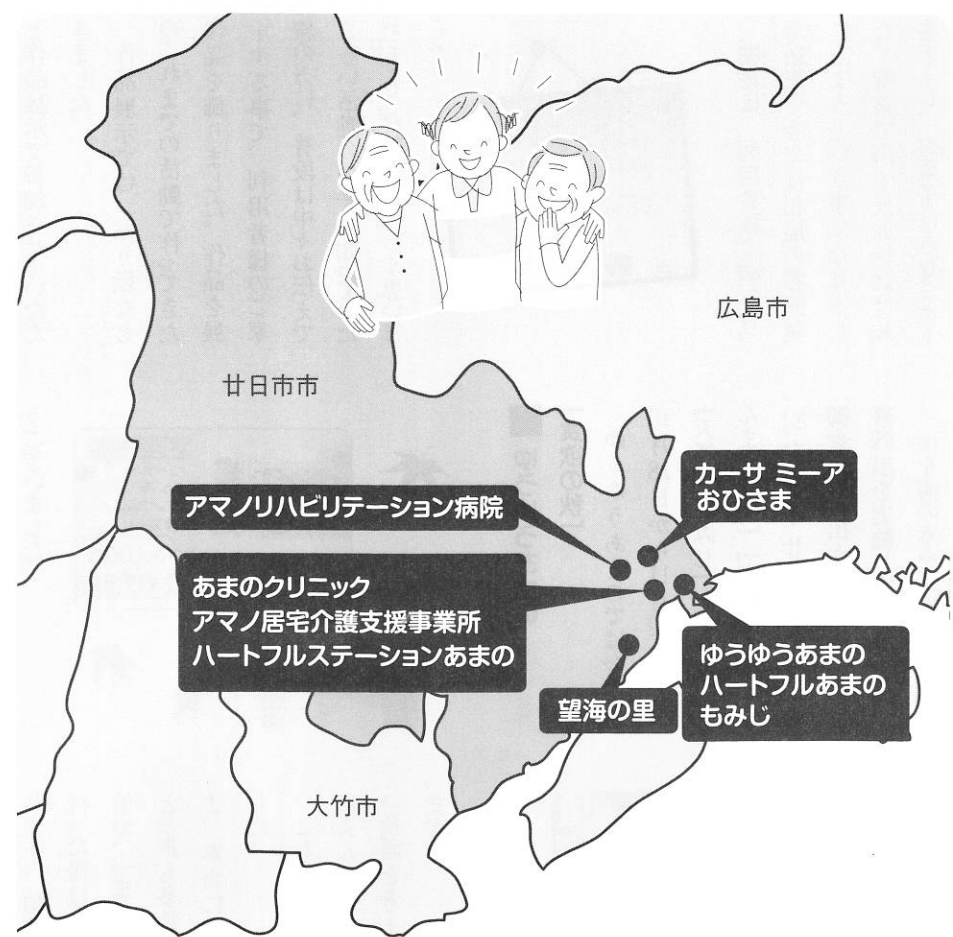 広島市
廿日市市
カーサ ミーア
おひさま
アマノリハビリテーション病院
あまのクリニック
アマノ居宅介護支援事業所
ハートフルステーションあまの
ゆうゆうあまの
ハートフルあまの
もみじ
望海の里
大竹市